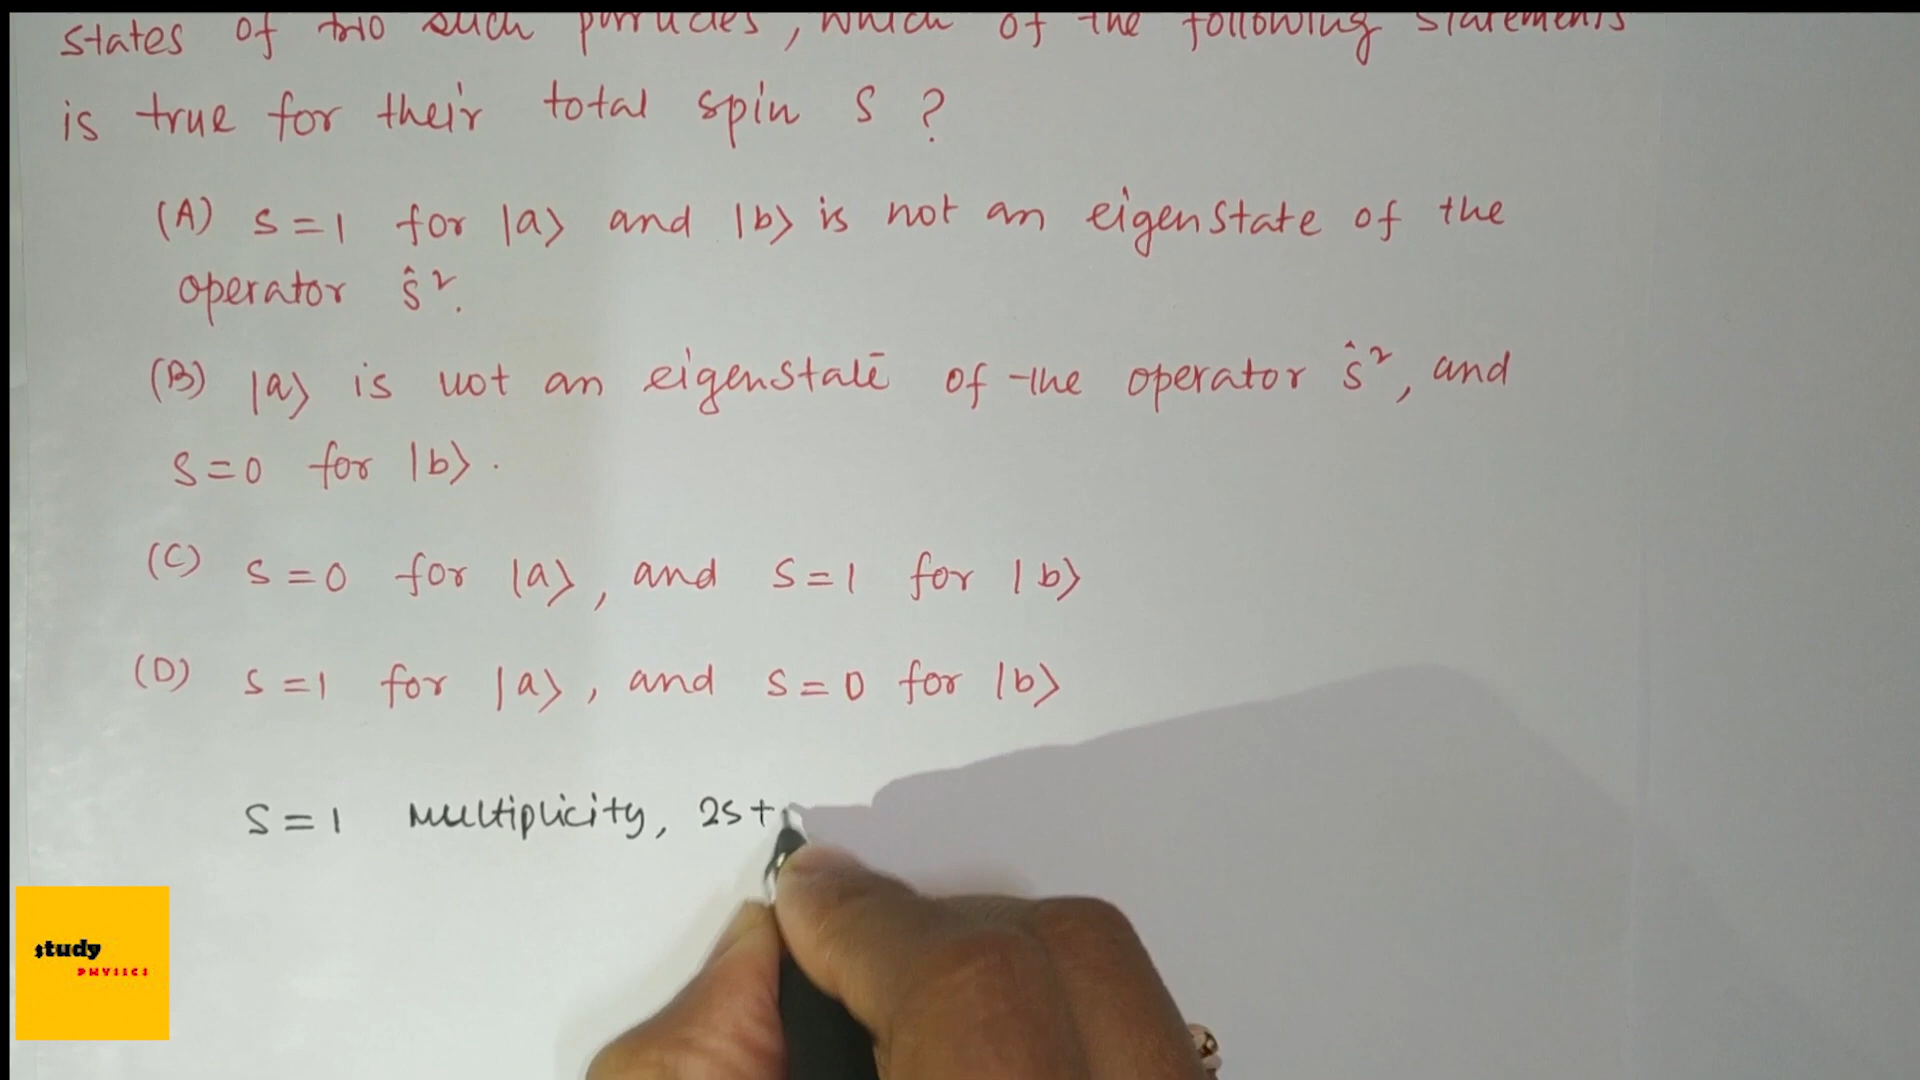 states of two such particles, which of the following statements
is true for their total spin S ?
(A) S=1 for |a⟩ and |b⟩ is not an eigenstate of the
operator ŝ².
(B) |a⟩ is not an eigenstate of the operator ŝ², and
S=0 for |b⟩.
(C) S=0 for |a⟩, and S=1 for |b⟩
(D) S=1 for |a⟩, and S=0 for |b⟩
S=1 multiplicity, 2S+
study
PHYSICS